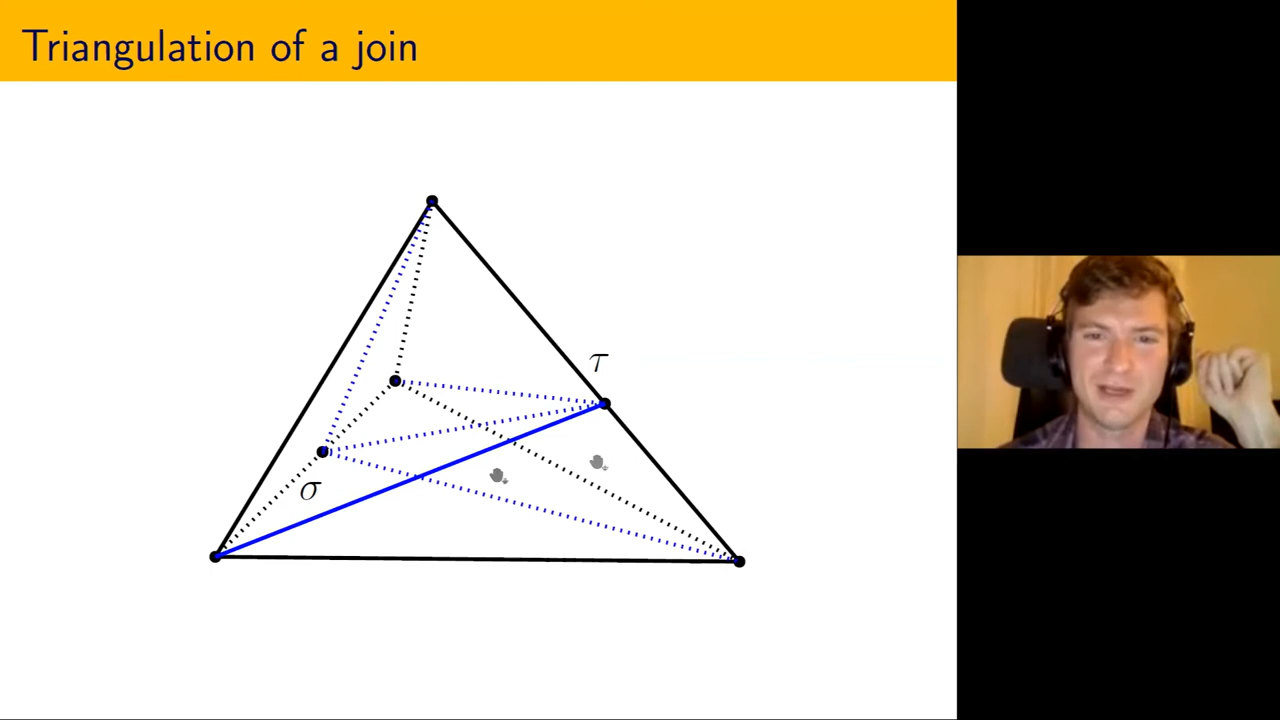 Triangulation of a join
τ
σ